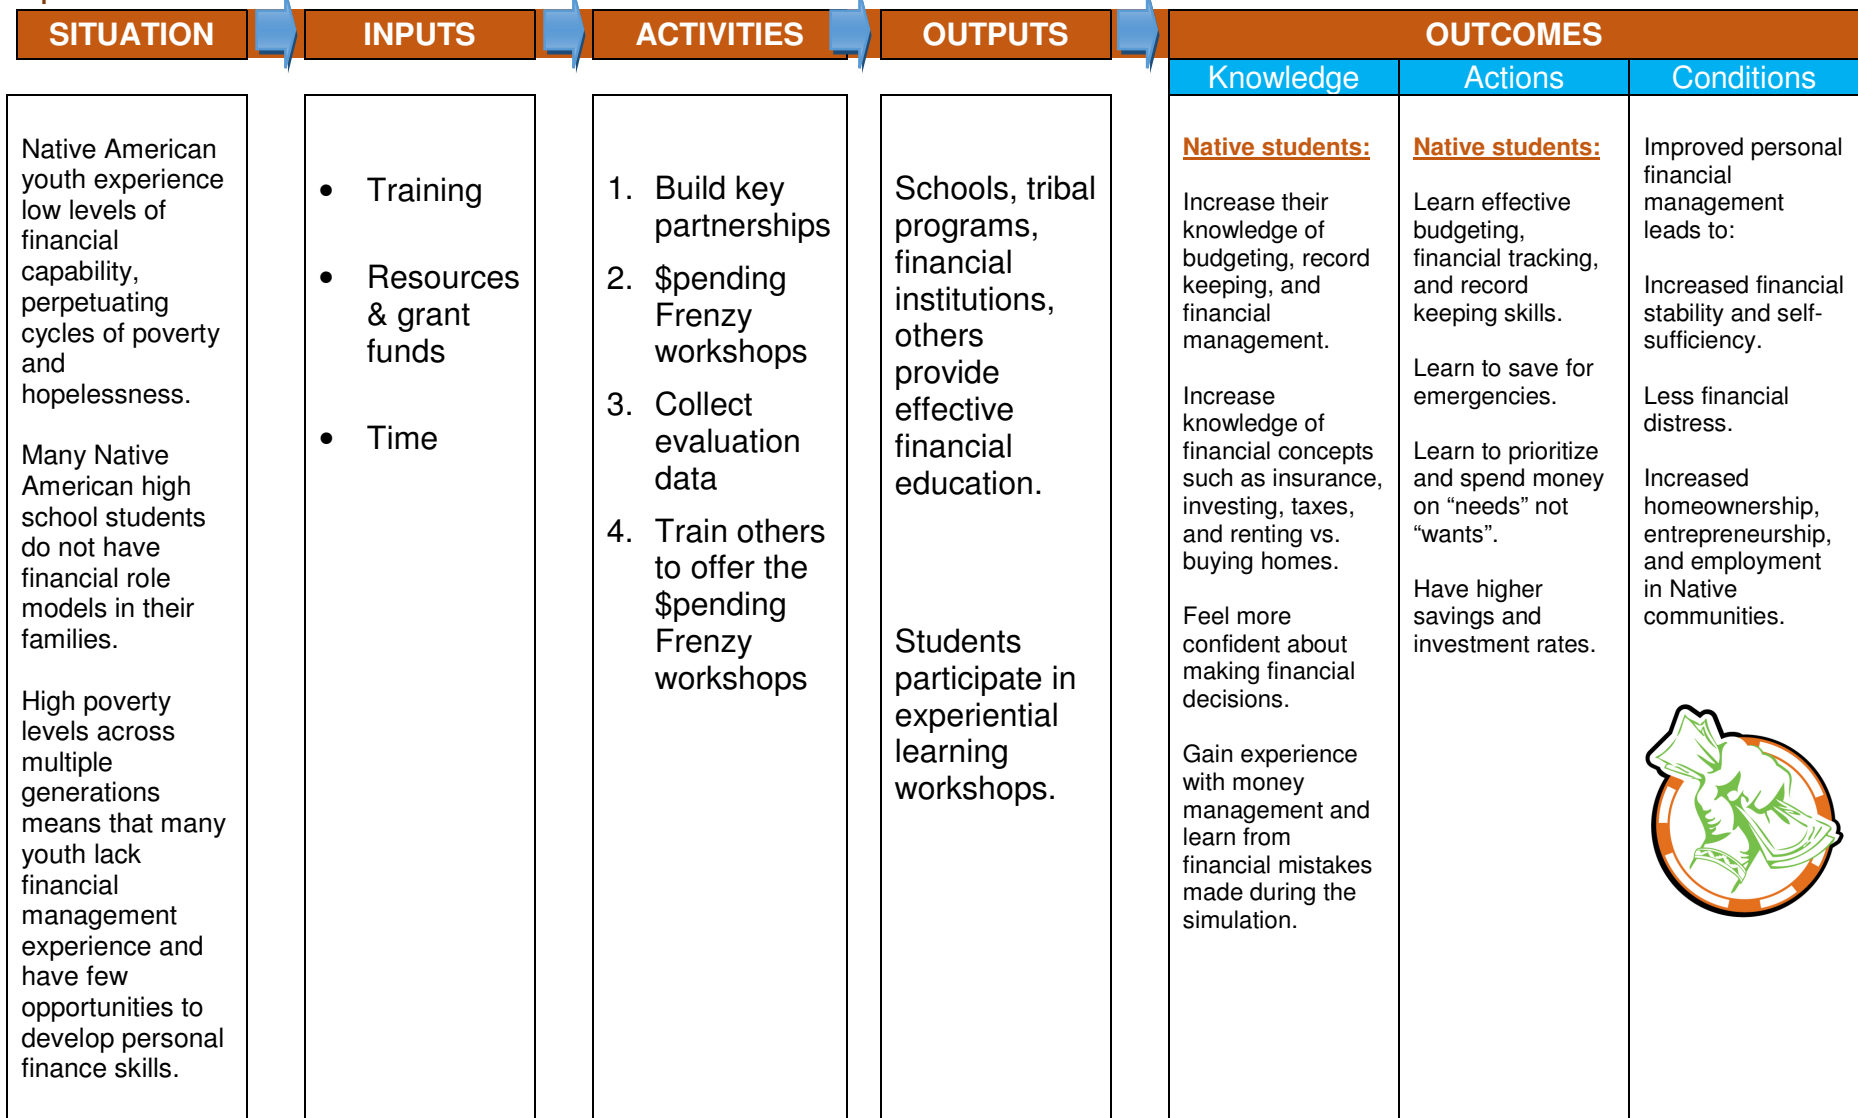 SITUATION
INPUTS
ACTIVITIES
OUTPUTS
OUTCOMES
Knowledge
Actions
Conditions
Native American
youth experience
low levels of
financial
capability,
perpetuating
cycles of poverty
and
hopelessness.
Many Native
American high
school students
do not have
financial role
models in their
families.
High poverty
levels across
multiple
generations
means that many
youth lack
financial
management
experience and
have few
opportunities to
develop personal
finance skills.
• Training
• Resources
& grant
funds
• Time
1. Build key
partnerships
2. $pending
Frenzy
workshops
3. Collect
evaluation
data
4. Train others
to offer the
$pending
Frenzy
workshops
Schools, tribal
programs,
financial
institutions,
others
provide
effective
financial
education.
Students
participate in
experiential
learning
workshops.
Native students:
Increase their
knowledge of
budgeting, record
keeping, and
financial
management.
Increase
knowledge of
financial concepts
such as insurance,
investing, taxes,
and renting vs.
buying homes.
Feel more
confident about
making financial
decisions.
Gain experience
with money
management and
learn from
financial mistakes
made during the
simulation.
Native students:
Learn effective
budgeting,
financial tracking,
and record
keeping skills.
Learn to save for
emergencies.
Learn to prioritize
and spend money
on “needs” not
“wants”.
Have higher
savings and
investment rates.
Improved personal
financial
management
leads to:
Increased financial
stability and self-
sufficiency.
Less financial
distress.
Increased
homeownership,
entrepreneurship,
and employment
in Native
communities.